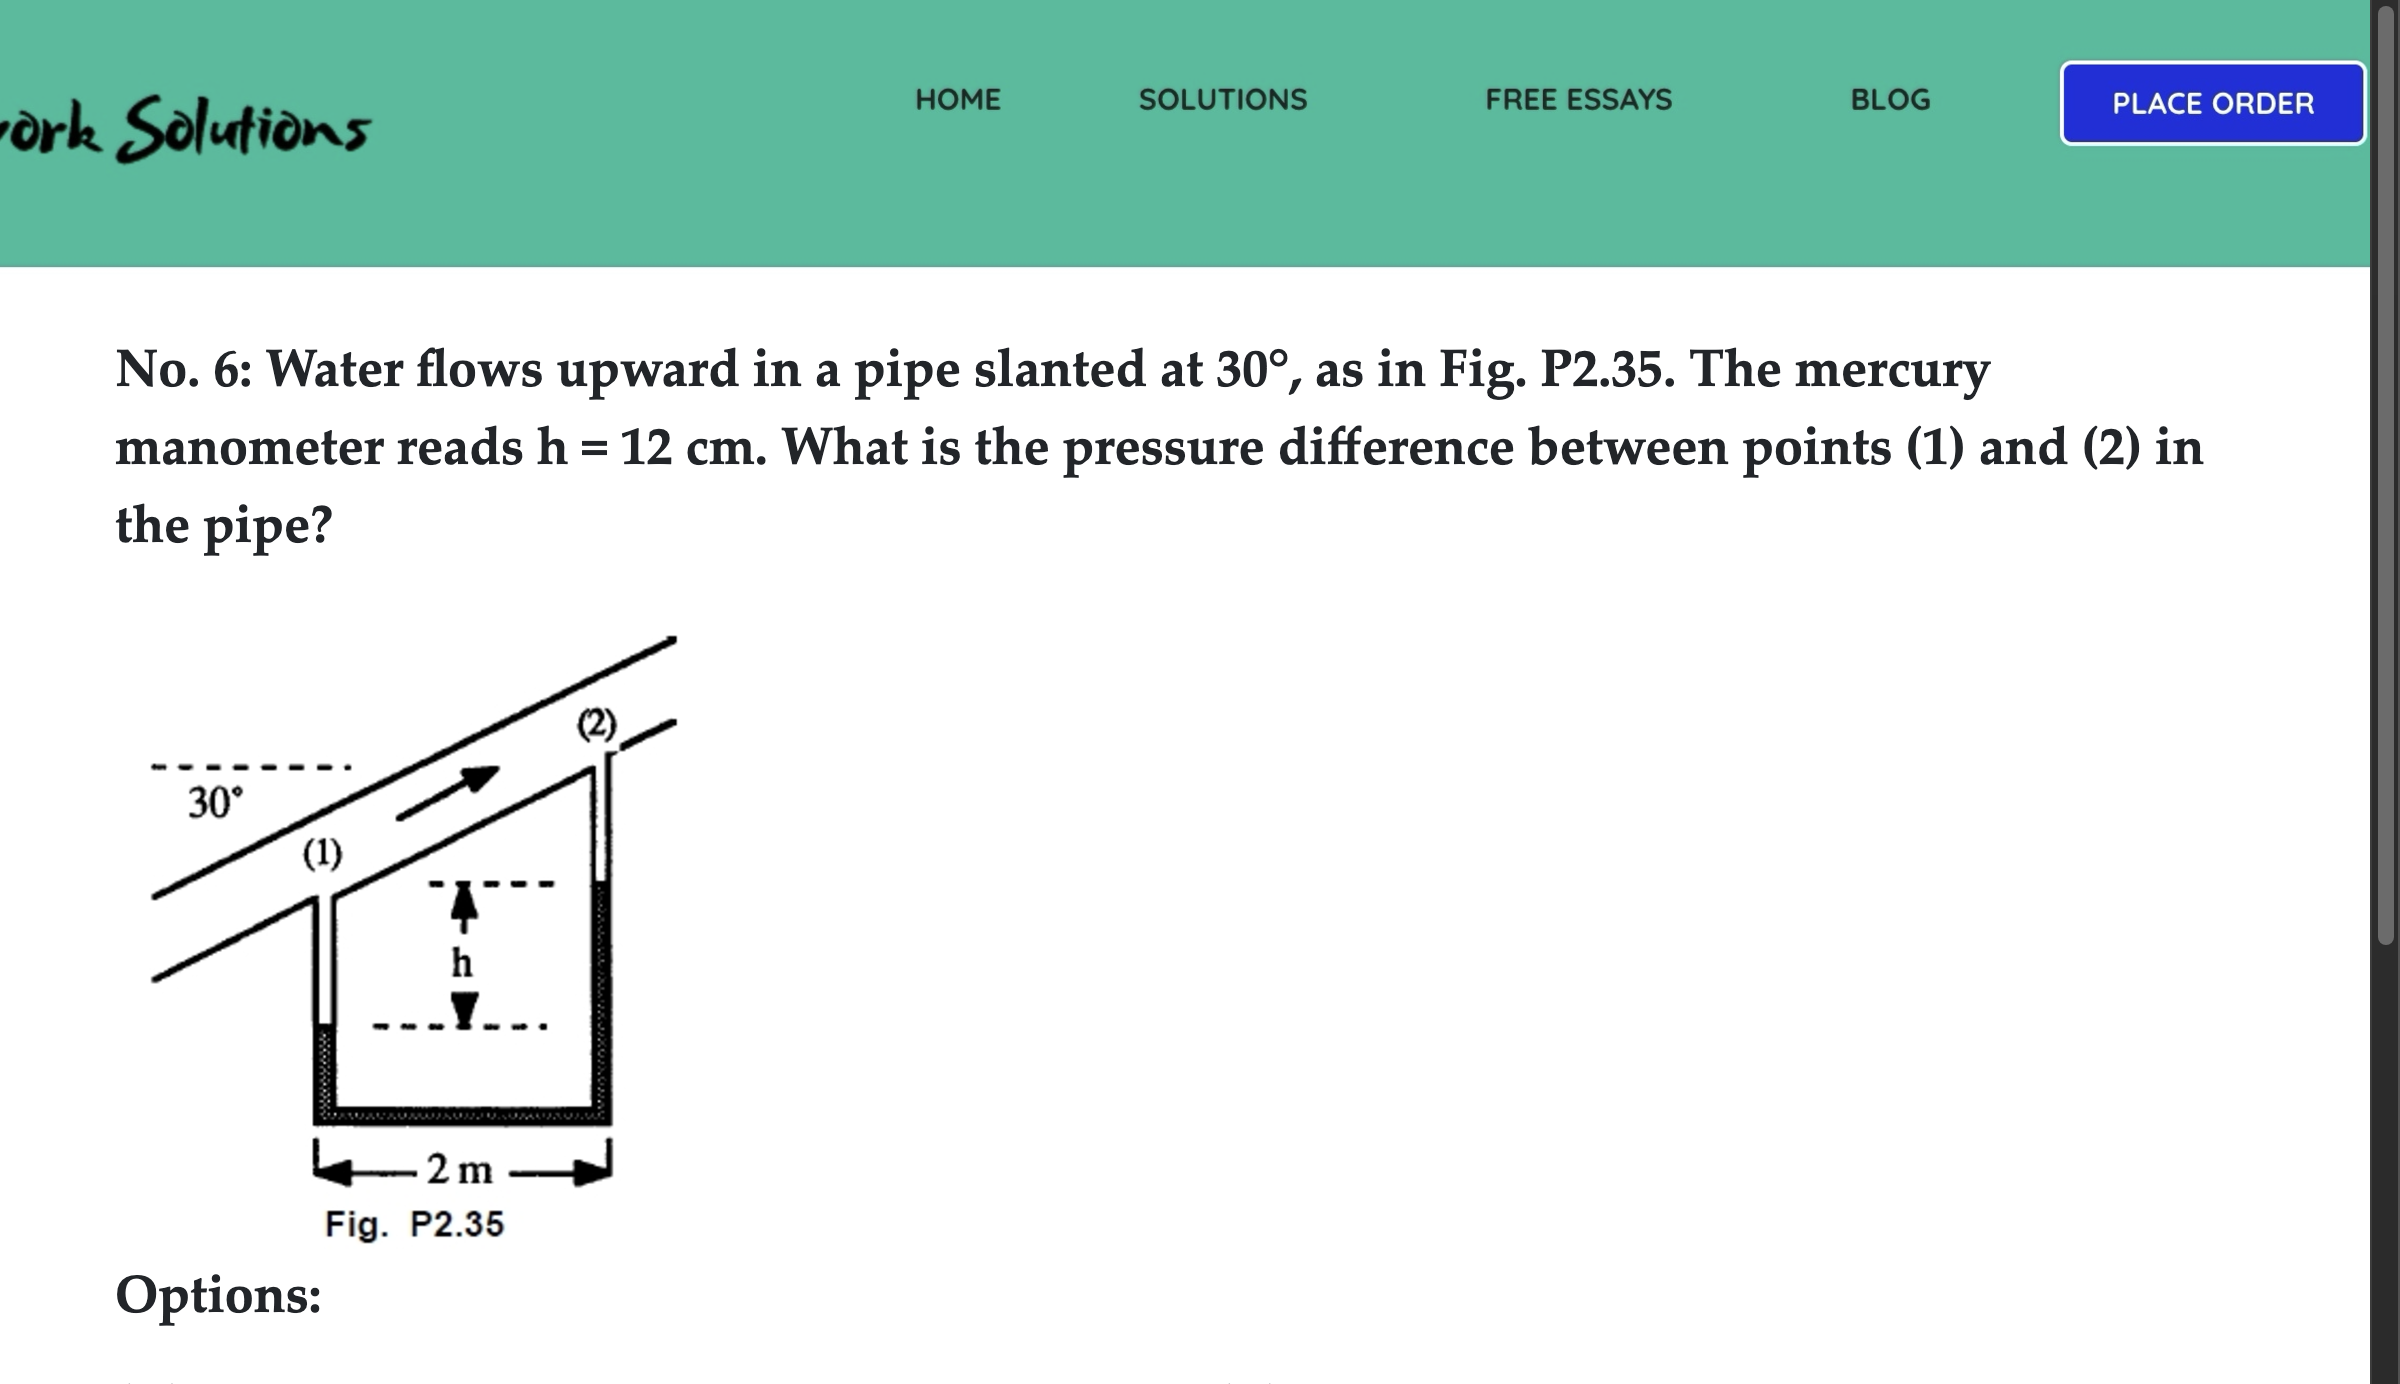 Solutions
HOME SOLUTIONS FREE ESSAYS BLOG PLACE ORDER
No. 6: Water flows upward in a pipe slanted at 30°, as in Fig. P2.35. The mercury
manometer reads h = 12 cm. What is the pressure difference between points (1) and (2) in
the pipe?
(2)
30°
(1)
h
2 m
Fig. P2.35
Options: